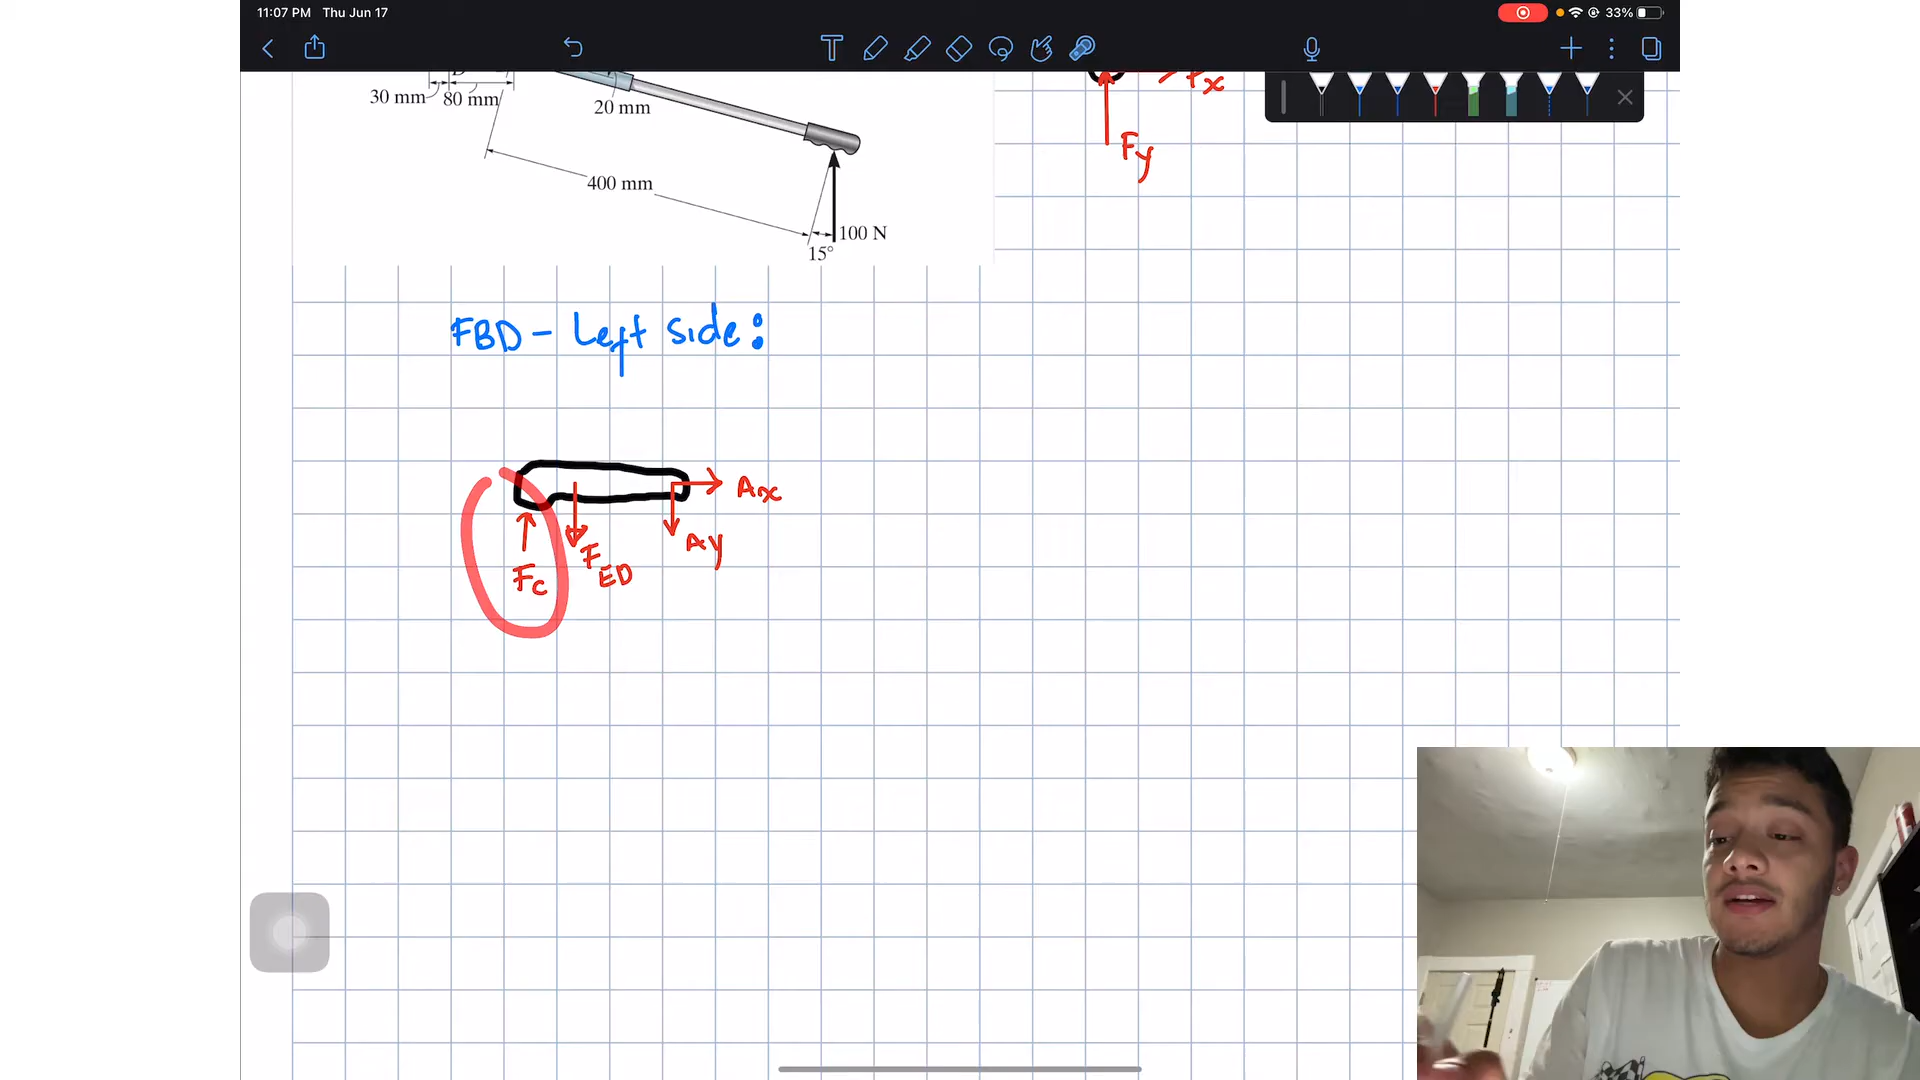 11:07 PM Thu Jun 17
33%
30 mm
80 mm
20 mm
400 mm
100 N
15°
Fx
Fy
FBD - Left side:
Ax
Ay
FED
Fc